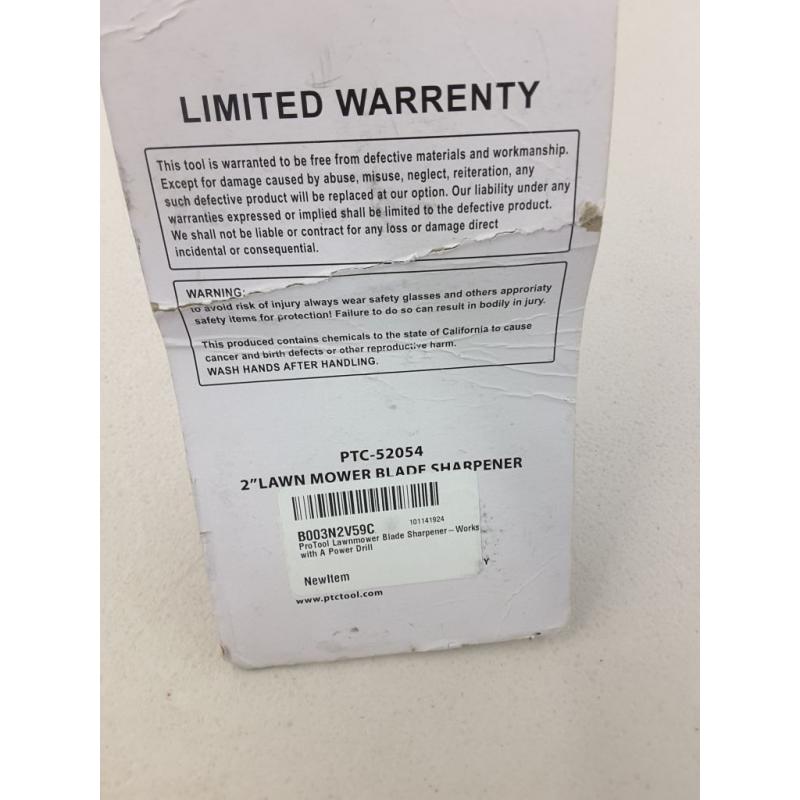 LIMITED WARRENTY
This tool is warranted to be free from defective materials and workmanship.
Except for damage caused by abuse, misuse, neglect, reiteration, any
such defective product will be replaced at our option. Our liability under any
warranties expressed or implied shall be limited to the defective product.
We shall not be liable or contract for any loss or damage direct
incidental or consequential.
WARNING:
to avoid risk of injury always wear safety glasses and others approriaty
safety items for protection! Failure to do so can result in bodily in jury.
This produced contains chemicals to the state of California to cause
cancer and birth defects or other reproductive harm.
WASH HANDS AFTER HANDLING.
PTC-52054
2"LAWN MOWER BLADE SHARPENER
B003N2V59C 101141924
ProTool Lawnmower Blade Sharpener-Works
with A Power Drill
Y
NewItem
www.ptctool.com